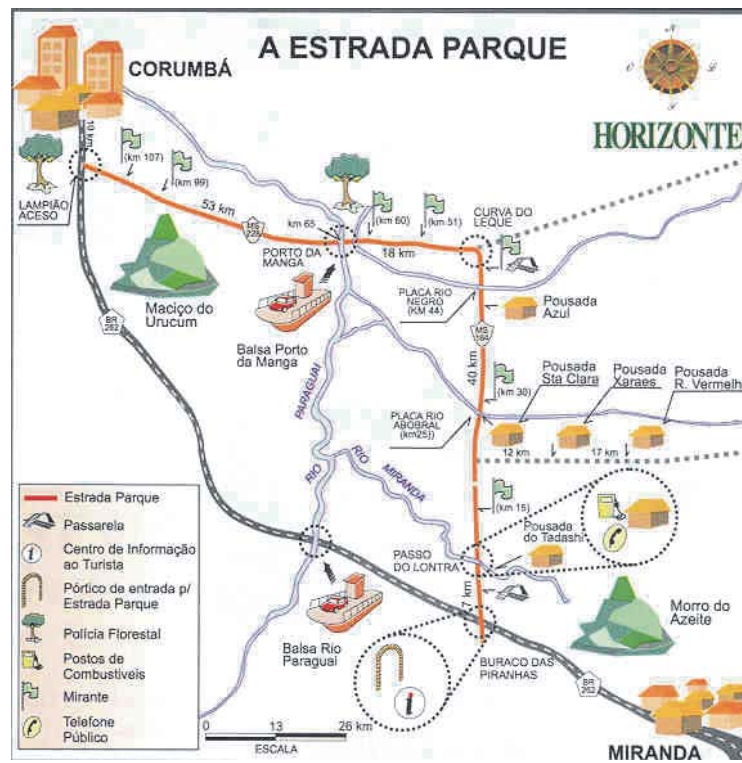 A ESTRADA PARQUE
CORUMBÁ
N
O
L
S
HORIZONTE
10 km
(km 107)
(km 99)
LAMPIÃO
ACESO
53 km
MS
228
km 65
PORTO DA
MANGA
(km 60)
(km 51)
18 km
CURVA DO
LEQUE
Maciço do
Urucum
BR
262
Balsa Porto
da Manga
PLACA RIO
NEGRO
(KM 44)
Pousada
Azul
MS
184
40 km
RIO PARAGUAI
(km 30)
Pousada
Sta Clara
Pousada
Xaraes
Pousada
R. Vermelh
PLACA RIO
ABOBRAL
(km25))
12 km
17 km
RIO MIRANDA
(km 15)
Pousada
do Tadashi
PASSO
DO LONTRA
7 km
Morro do
Azeite
Balsa Rio
Paraguai
BURACO DAS
PIRANHAS
BR
262
MIRANDA
Estrada Parque
Passarela
Centro de Informação
ao Turista
Pórtico de entrada p/
Estrada Parque
Polícia Florestal
Postos de
Combustiveis
Mirante
Telefone
Público
i
i
0 13 26 km
ESCALA